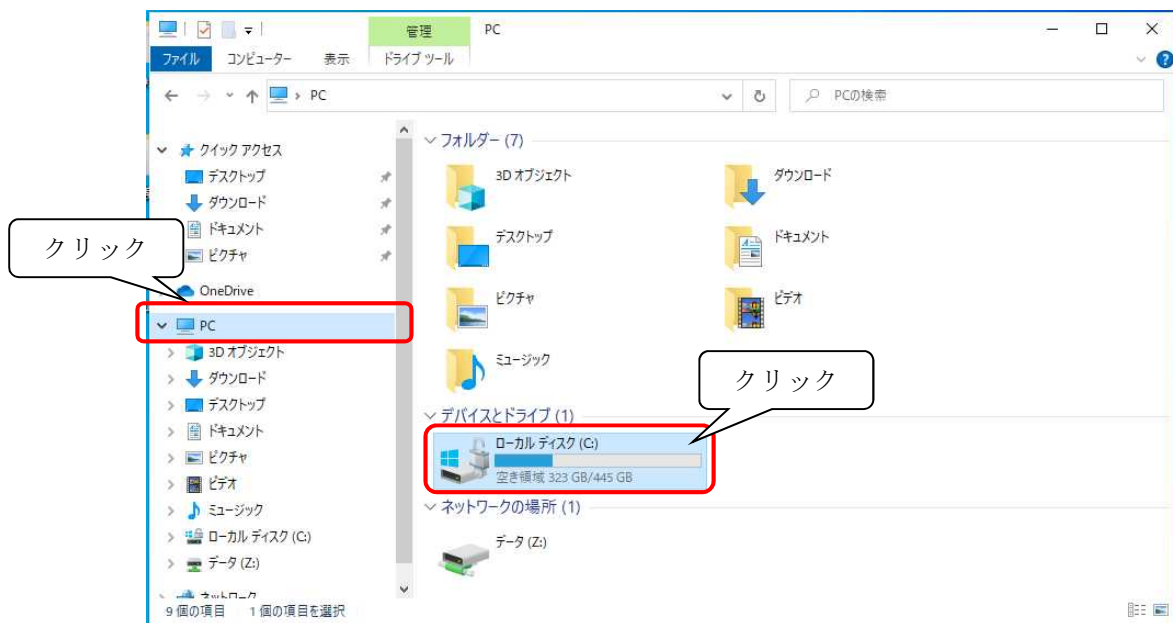 管理 PC
ファイル コンピューター 表示 ドライブ ツール
PC
PCの検索
クイック アクセス
デスクトップ
ダウンロード
ドキュメント
ピクチャ
OneDrive
PC
3D オブジェクト
ダウンロード
デスクトップ
ドキュメント
ピクチャ
ビデオ
ミュージック
ローカル ディスク (C:)
データ (Z:)
ネットワーク
クリック
フォルダー (7)
3D オブジェクト
ダウンロード
デスクトップ
ドキュメント
ピクチャ
ビデオ
ミュージック
クリック
デバイスとドライブ (1)
ローカル ディスク (C:)
空き領域 323 GB/445 GB
ネットワークの場所 (1)
データ (Z:)
9 個の項目 1 個の項目を選択